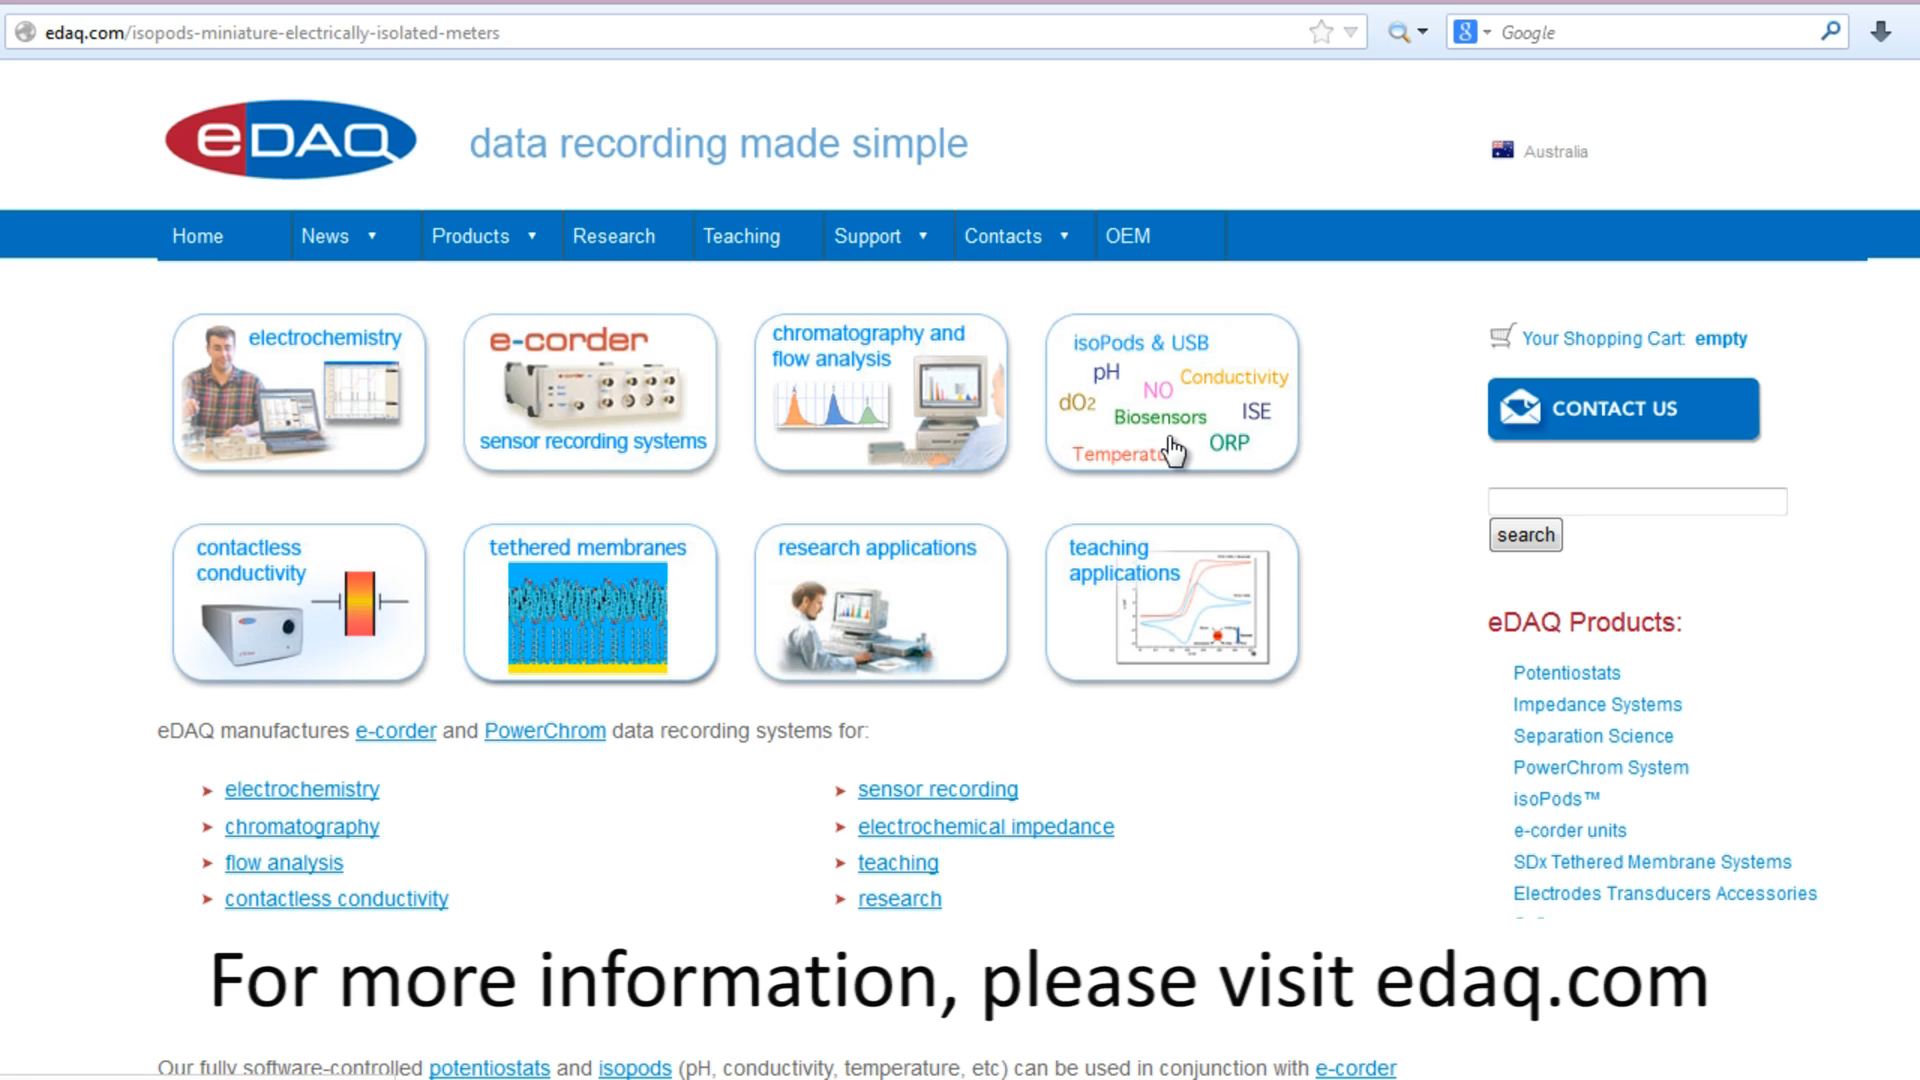 edaq.com/isopods-miniature-electrically-isolated-meters
Google
eDAQ
data recording made simple
Australia
Home
News
Products
Research
Teaching
Support
Contacts
OEM
electrochemistry
e-corder
sensor recording systems
chromatography and
flow analysis
isoPods & USB
pH
NO
Conductivity
dO2
Biosensors
ISE
ORP
Your Shopping Cart: empty
CONTACT US
search
contactless
conductivity
tethered membranes
research applications
teaching
applications
eDAQ Products:
Potentiostats
Impedance Systems
Separation Science
PowerChrom System
isoPods™
e-corder units
SDx Tethered Membrane Systems
Electrodes Transducers Accessories
eDAQ manufactures e-corder and PowerChrom data recording systems for:
electrochemistry
chromatography
flow analysis
contactless conductivity
sensor recording
electrochemical impedance
teaching
research
For more information, please visit edaq.com
Our fully software-controlled potentiostats and isopods (pH, conductivity, temperature, etc) can be used in conjunction with e-corder